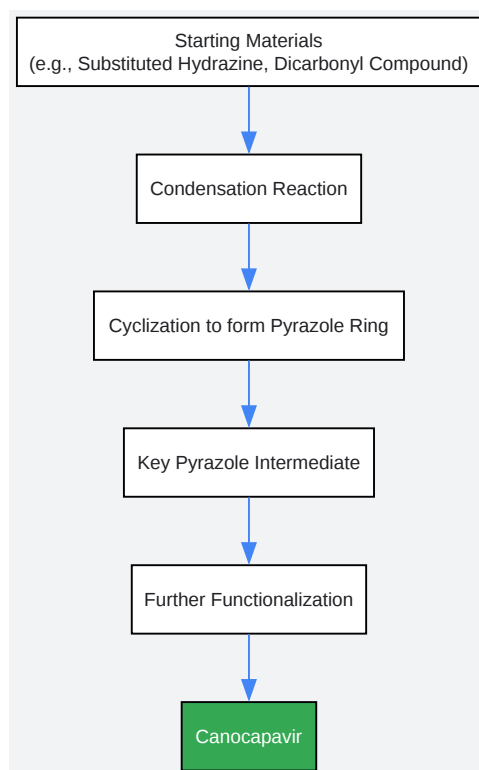 Starting Materials
(e.g., Substituted Hydrazine, Dicarbonyl Compound)
Condensation Reaction
Cyclization to form Pyrazole Ring
Key Pyrazole Intermediate
Further Functionalization
Canocapavir